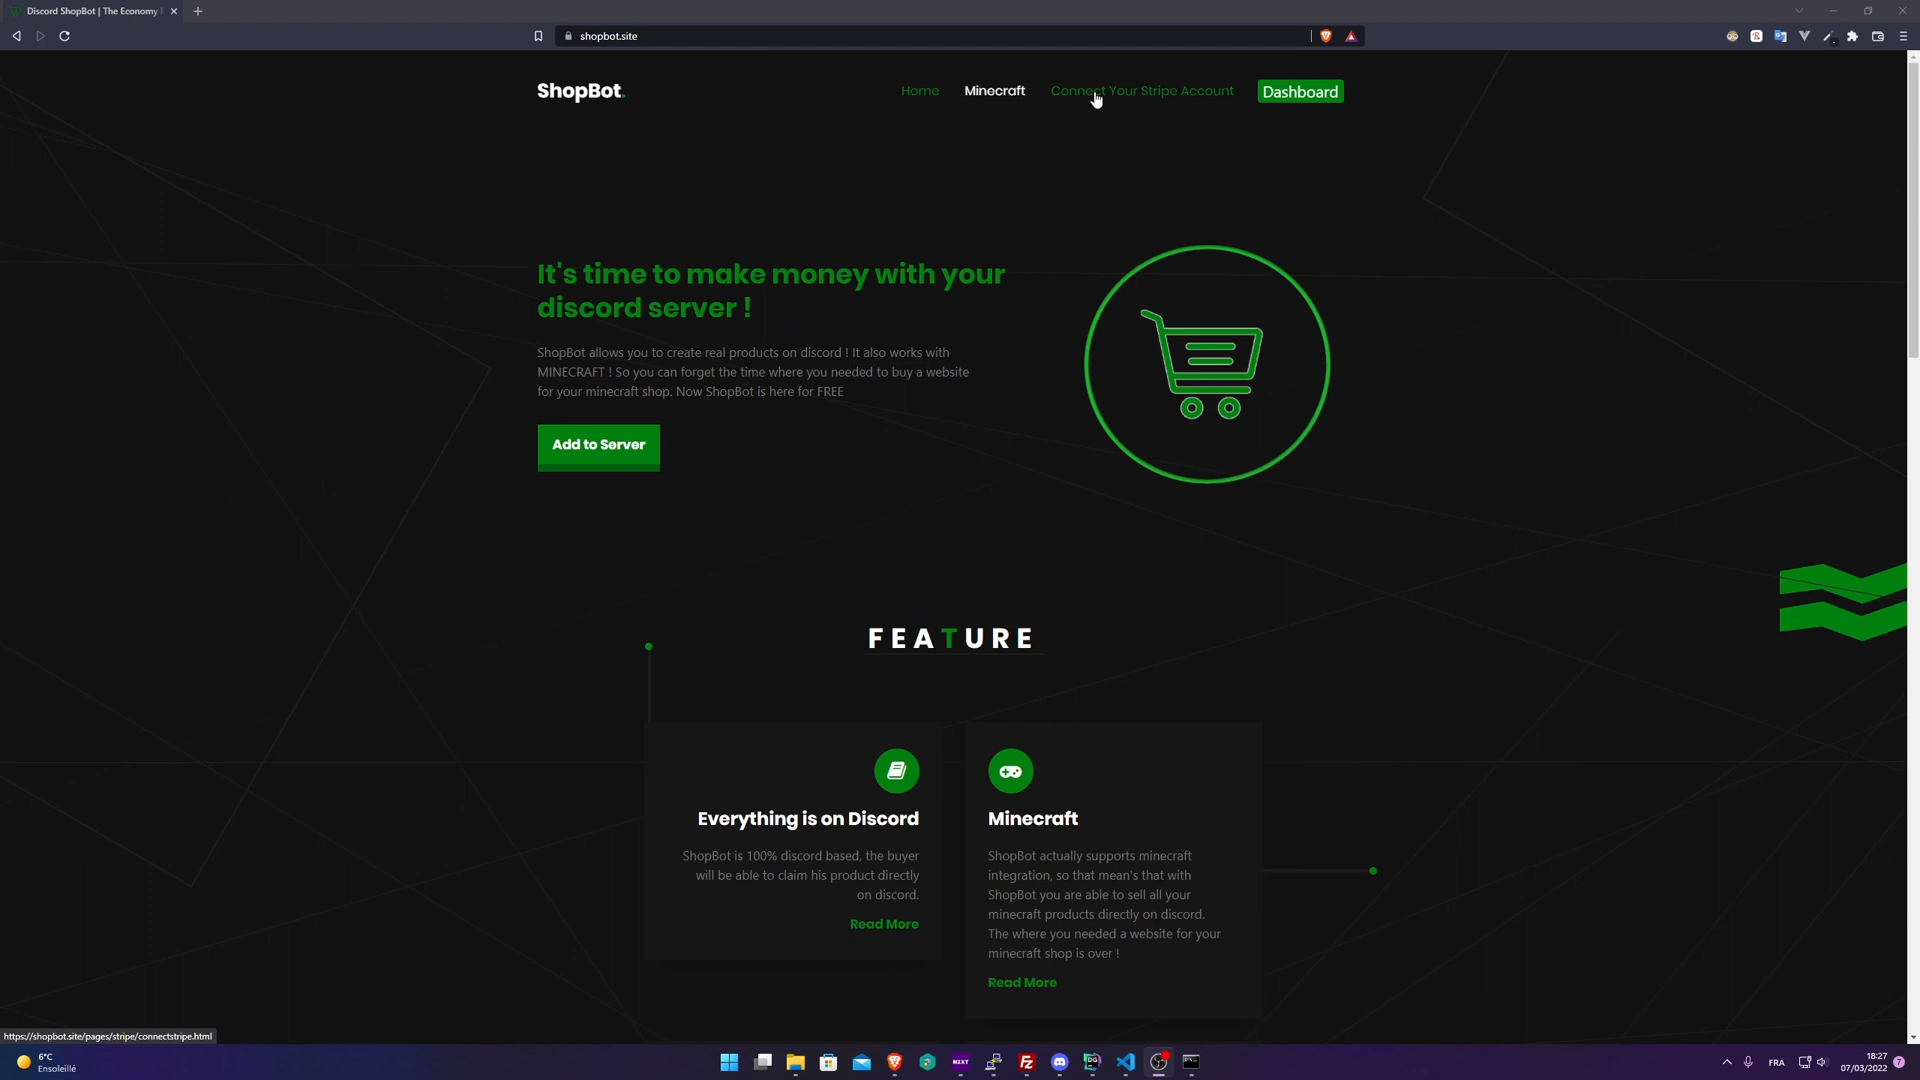 Discord ShopBot | The Economy
shopbot.site
ShopBot.
Home
Minecraft
Connect Your Stripe Account
Dashboard
It's time to make money with your
discord server !
ShopBot allows you to create real products on discord ! It also works with
MINECRAFT ! So you can forget the time where you needed to buy a website
for your minecraft shop. Now ShopBot is here for FREE
Add to Server
FEATURE
Everything is on Discord
ShopBot is 100% discord based, the buyer
will be able to claim his product directly
on discord.
Read More
Minecraft
ShopBot actually supports minecraft
integration, so that mean's that with
ShopBot you are able to sell all your
minecraft products directly on discord.
The where you needed a website for your
minecraft shop is over !
Read More
https://shopbot.site/pages/stripe/connectstripe.html
6°C
Ensoleillé
NZXT
FZ
DG
FRA
18:27
07/03/2022
7